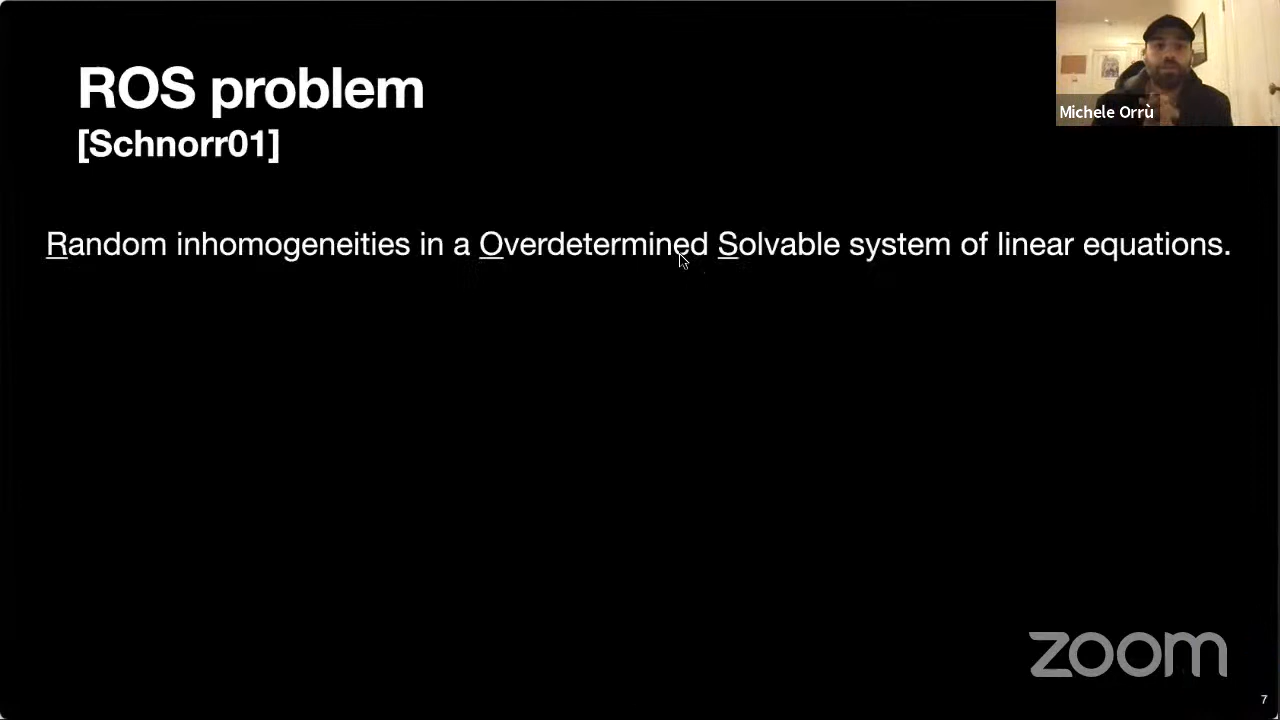 ROS problem
[Schnorr01]
Michele Orrù
Random inhomogeneities in a Overdetermined Solvable system of linear equations.
zoom
7